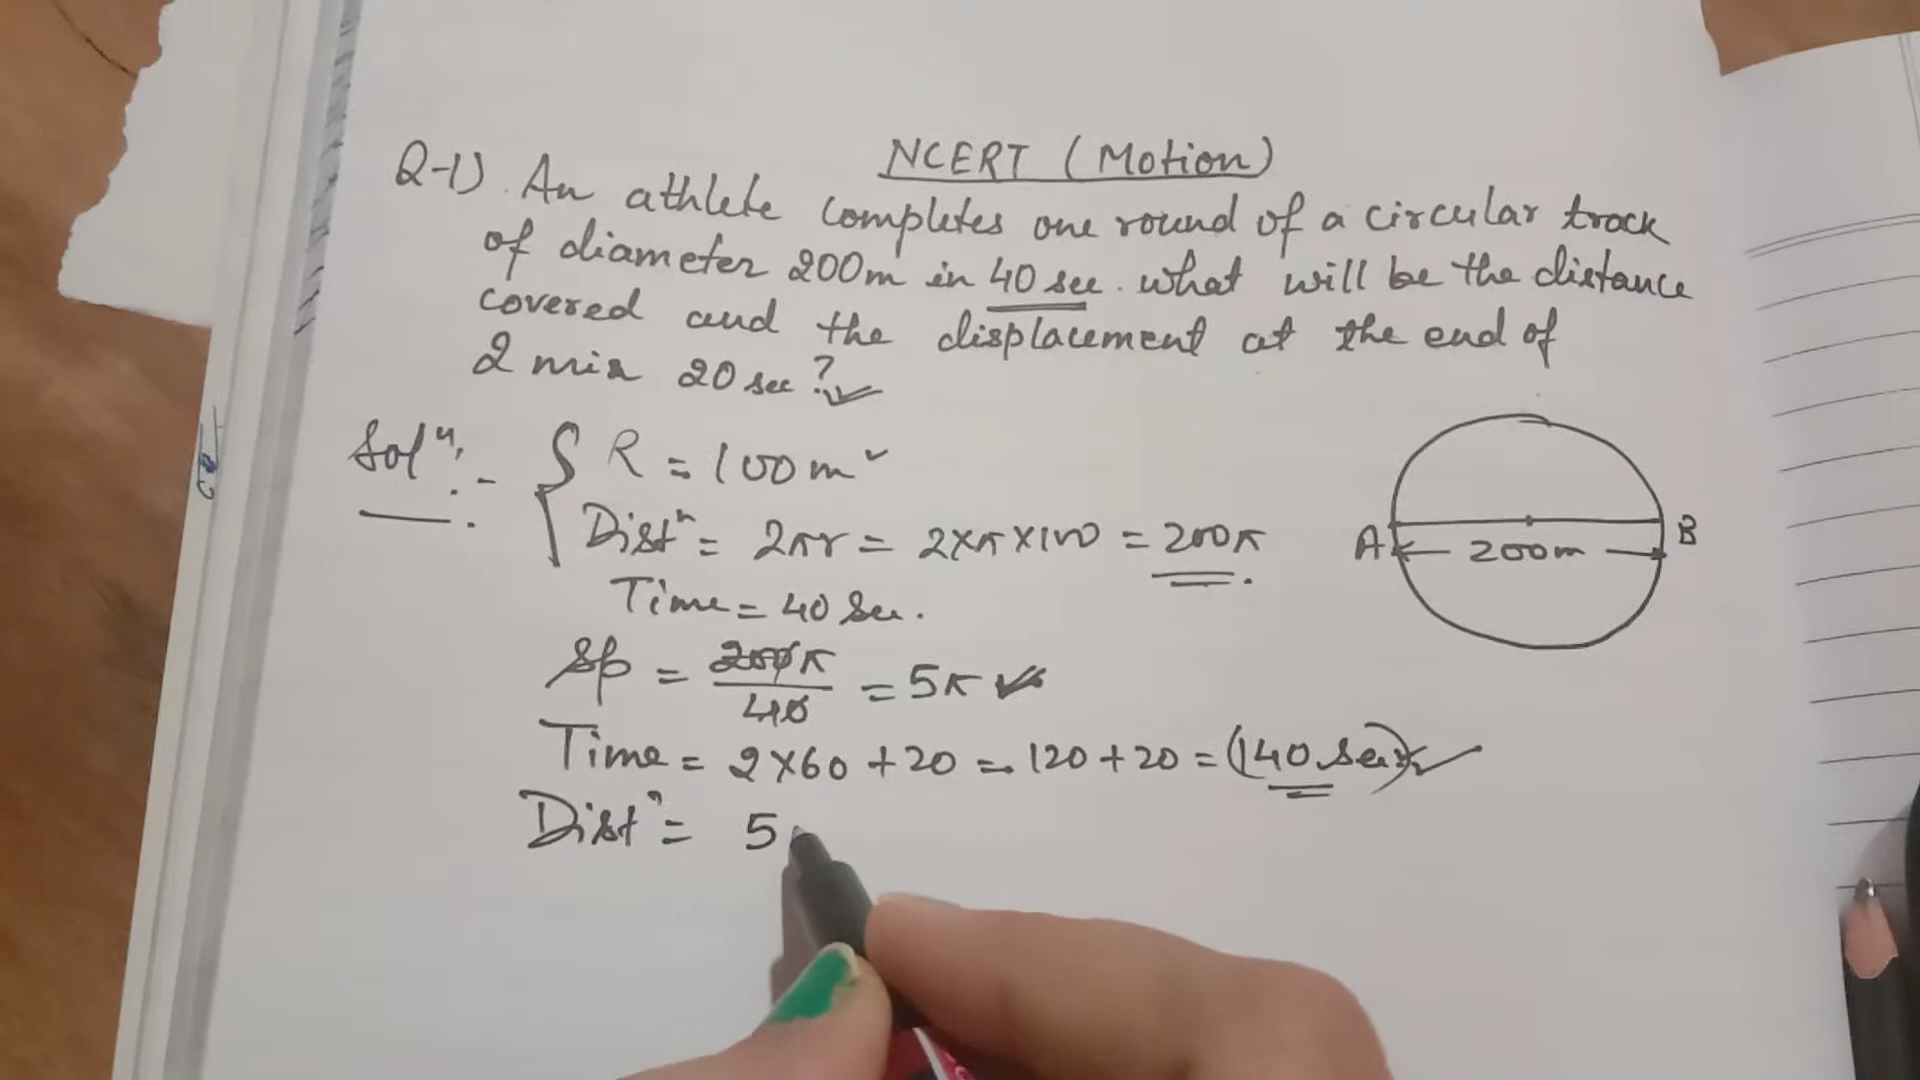 NCERT (Motion)
Q-1) An athlete completes one round of a circular track
of diameter 200m in 40 sec. what will be the distance
covered and the displacement at the end of
2 min 20 sec?
Solⁿ:-
R = 100m
Distⁿ = 2πr = 2×π×100 = 200π
Time = 40 Sec.
Sp = 200π/40 = 5π
Time = 2×60+20 = 120+20 = (140 sec)
Distⁿ = 5
A
200m
B